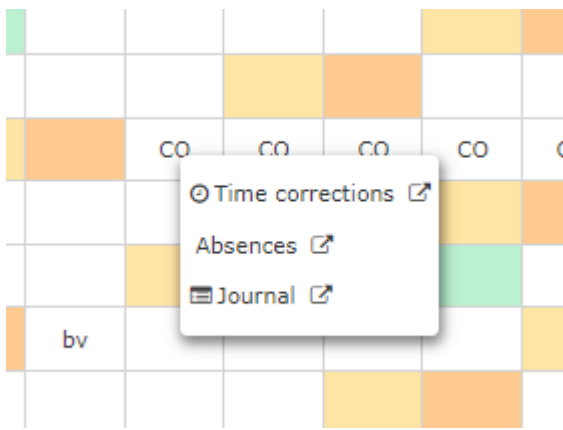 CO CO CO CO
Time corrections
Absences
Journal
bv